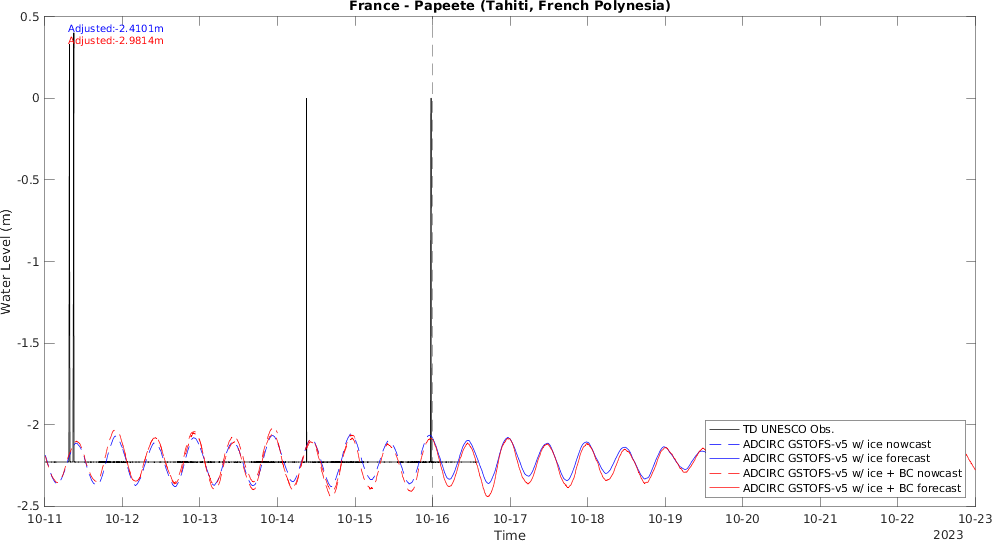 France - Papeete (Tahiti, French Polynesia)
Adjusted:-2.4101m
Adjusted:-2.9814m
0.5
0
-0.5
-1
-1.5
-2
-2.5
Water Level (m)
TD UNESCO Obs.
ADCIRC GSTOFS-v5 w/ ice nowcast
ADCIRC GSTOFS-v5 w/ ice forecast
ADCIRC GSTOFS-v5 w/ ice + BC nowcast
ADCIRC GSTOFS-v5 w/ ice + BC forecast
10-11 10-12 10-13 10-14 10-15 10-16 10-17 10-18 10-19 10-20 10-21 10-22 10-23
Time
2023